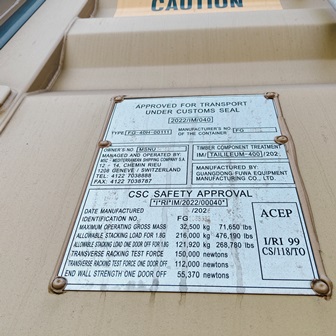 CAUTION
APPROVED FOR TRANSPORT
UNDER CUSTOMS SEAL
2022/IM/040
TYPE FG-40H-00111 MANUFACTURER'S NO OF THE CONTAINER FG
OWNER'S NO MSNU
MANAGED AND OPERATED BY
MSC - MEDITERRANEAN SHIPPING COMPANY S.A.
12 - 14, CHEMIN RIEU
1208 GENEVE / SWITZERLAND
TEL: 4122 7038888
FAX: 4122 7038787
TIMBER COMPONENT TREATMENT
IM/TAILILEUM-400/202
MANUFACTURED BY
GUANGDONG FUWA EQUIPMENT
MANUFACTURING CO., LTD.
CSC SAFETY APPROVAL
DATE MANUFACTURED /202
IDENTIFICATION NO FG
MAXIMUM OPERATING GROSS MASS 32,500 kg 71,650 lbs
ALLOWABLE STACKING LOAD FOR 1.8G 216,000 kg 476,190 lbs
ALLOWABLE STACKING LOAD ONE DOOR OFF FOR 1.8G 121,920 kg 268,780 lbs
TRANSVERSE RACKING TEST FORCE 150,000 newtons
TRANSVERSE RACKING TEST FORCE ONE DOOR OFF 112,000 newtons
END WALL STRENGTH ONE DOOR OFF 55,370 newtons
ACEP
I/RI 99
CS/118/TO